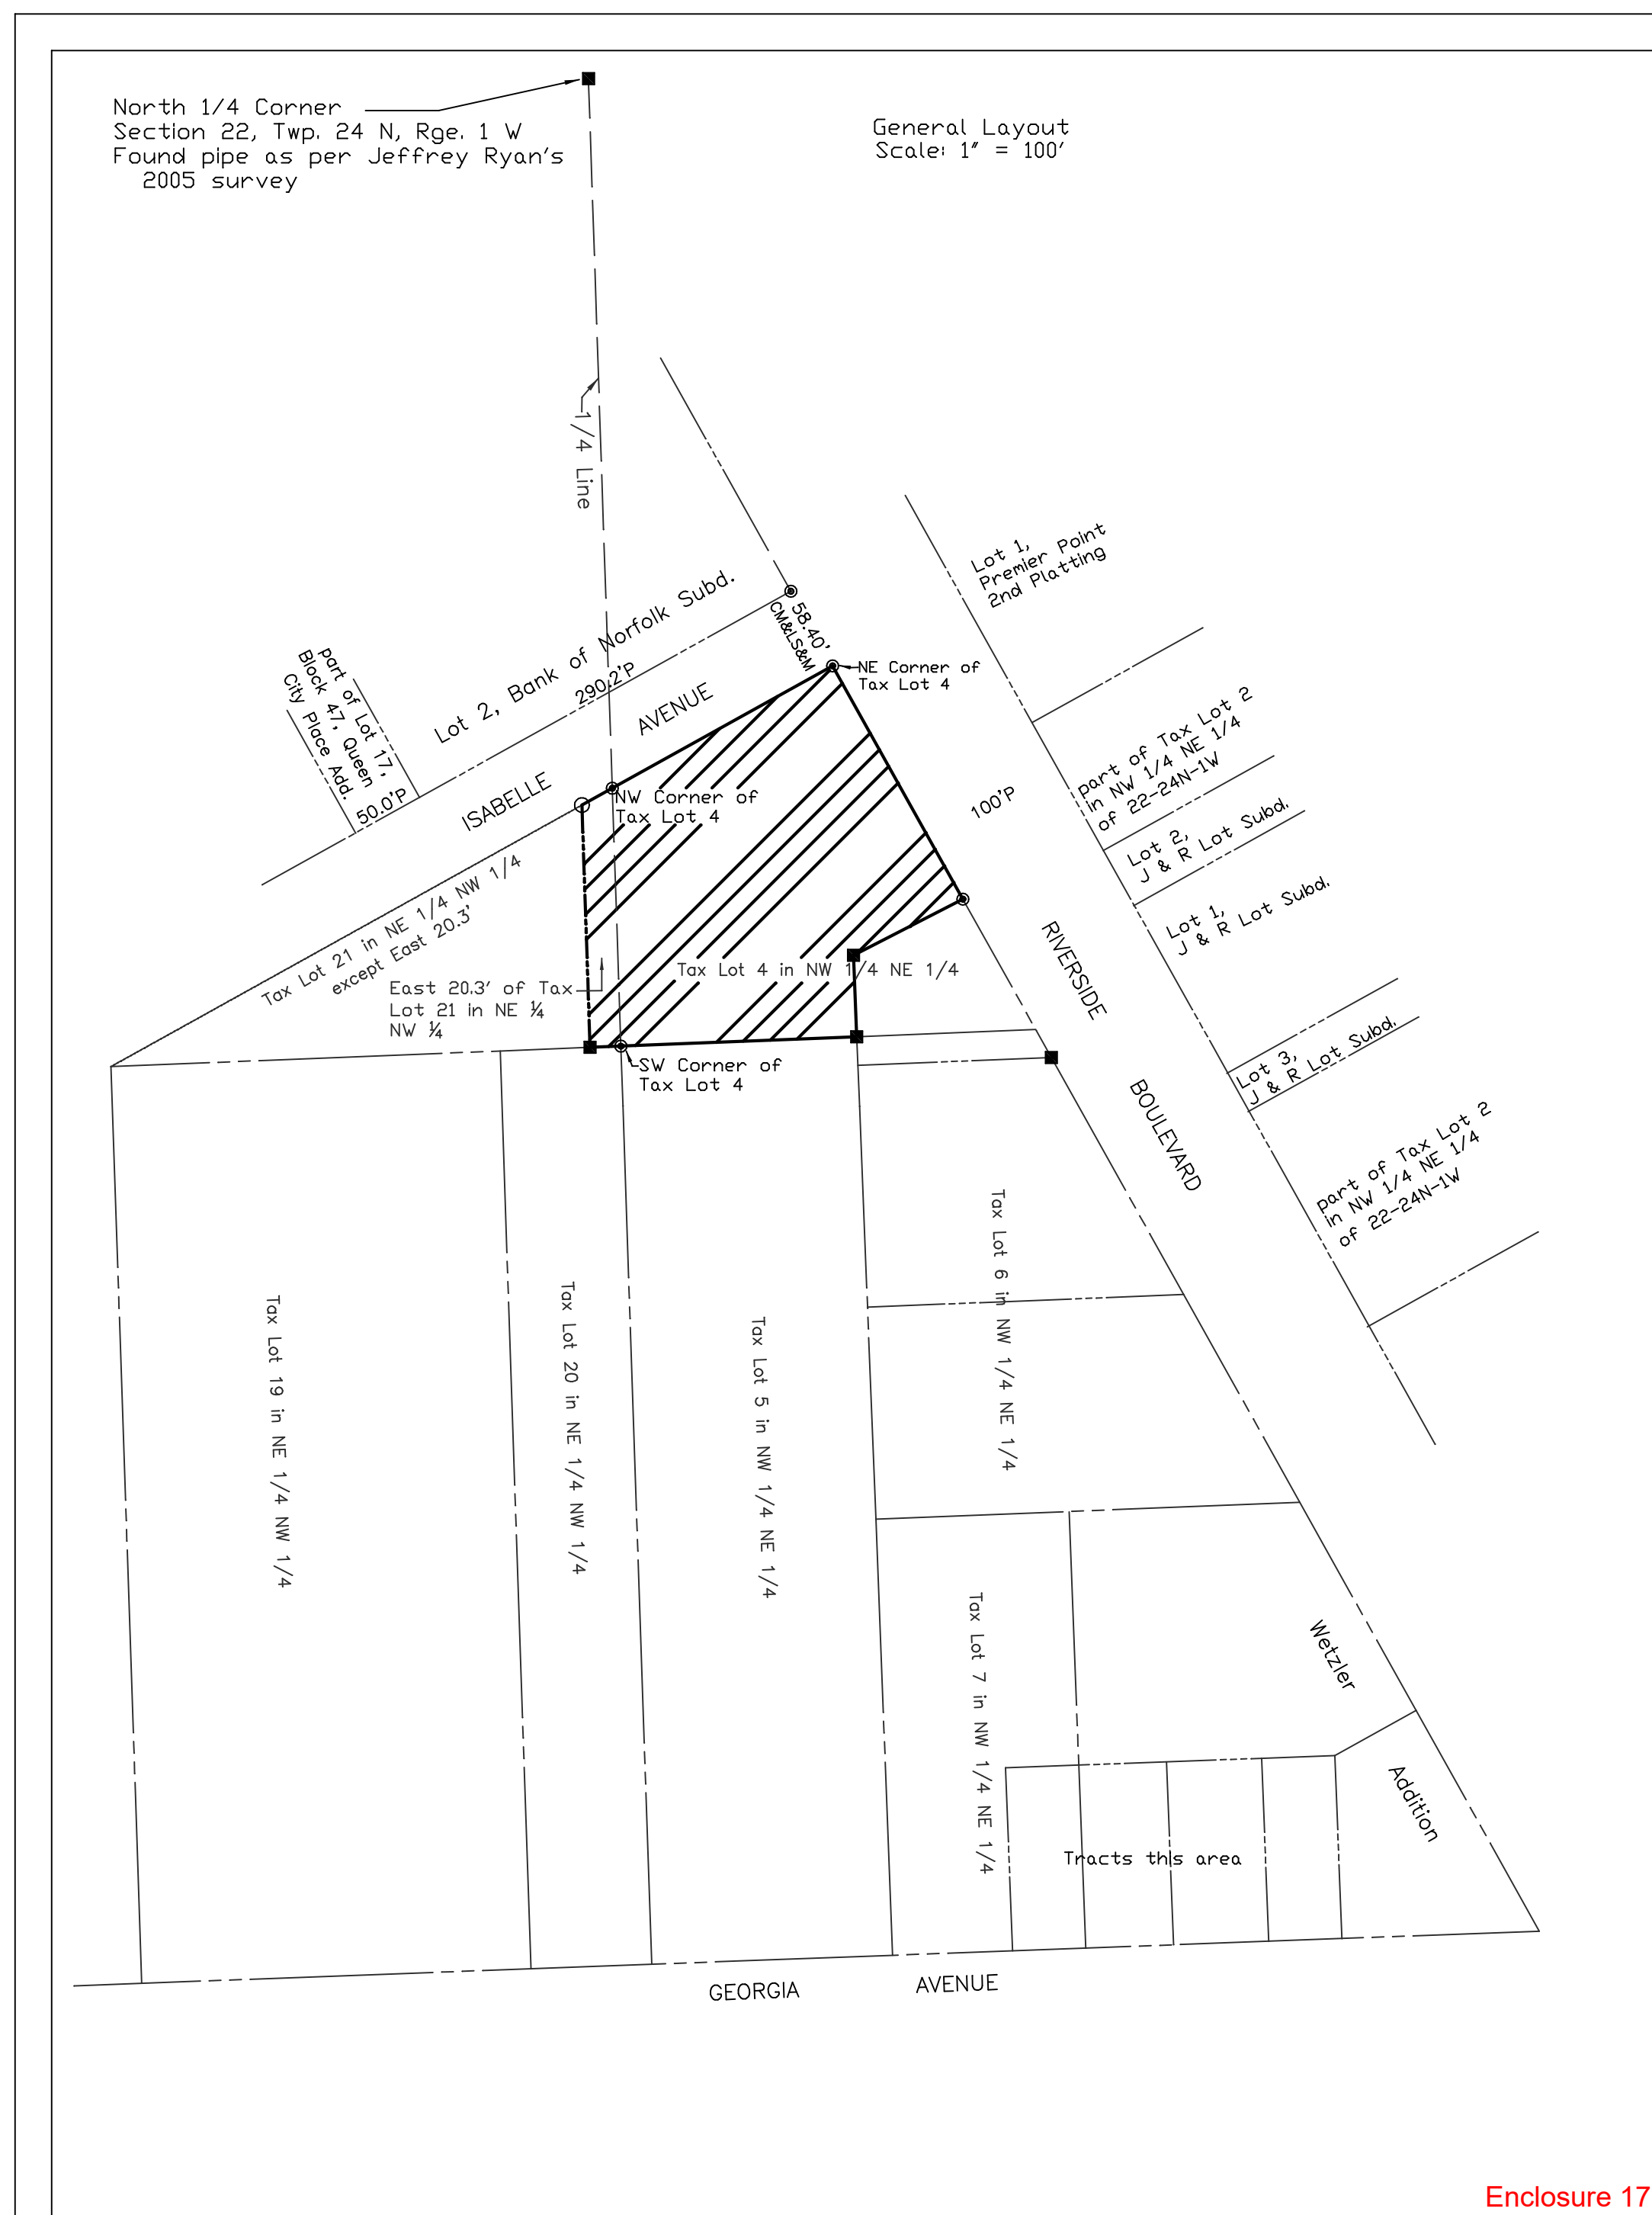 North 1/4 Corner
Section 22, Twp. 24 N, Rge. 1 W
Found pipe as per Jeffrey Ryan's
2005 survey
General Layout
Scale: 1" = 100'
1/4 Line
Lot 1,
Premier Point
2nd Platting
Lot 2, Bank of Norfolk Subd.
290.2'P
58.40'
CM&LS&M
part of Lot 17,
Block 47, Queen
City Place Add.
50.0'P
ISABELLE
AVENUE
NE Corner of
Tax Lot 4
NW Corner of
Tax Lot 4
100'P
part of Tax Lot 2
in NW 1/4 NE 1/4
of 22-24N-1W
Lot 2,
J & R Lot Subd.
Lot 1,
J & R Lot Subd.
Tax Lot 21 in NE 1/4 NW 1/4
except East 20.3'
East 20.3' of Tax
Lot 21 in NE ¼
NW ¼
Tax Lot 4 in NW 1/4 NE 1/4
RIVERSIDE
BOULEVARD
SW Corner of
Tax Lot 4
Lot 3,
J & R Lot Subd.
part of Tax Lot 2
in NW 1/4 NE 1/4
of 22-24N-1W
Tax Lot 19 in NE 1/4 NW 1/4
Tax Lot 20 in NE 1/4 NW 1/4
Tax Lot 5 in NW 1/4 NE 1/4
Tax Lot 6 in NW 1/4 NE 1/4
Tax Lot 7 in NW 1/4 NE 1/4
Wetzler
Addition
Tracts this area
GEORGIA
AVENUE
Enclosure 17